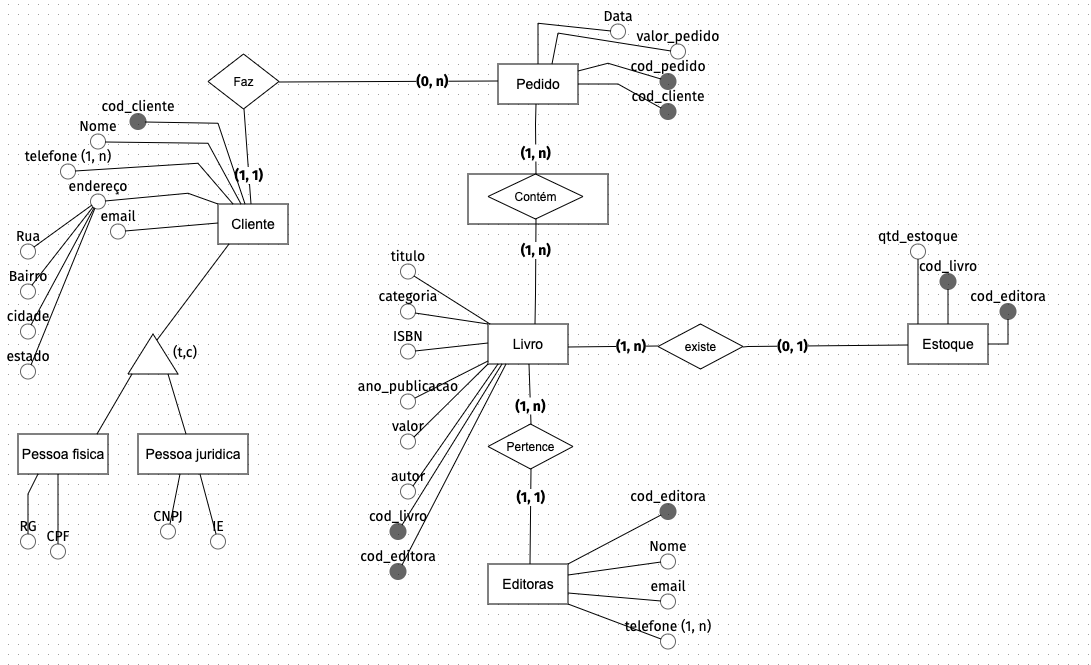 Data
valor_pedido
Faz
(0, n)
Pedido
cod_pedido
cod_cliente
cod_cliente
Nome
telefone (1, n)
endereço
email
(1, 1)
Cliente
Rua
Bairro
cidade
estado
(t,c)
Pessoa fisica
Pessoa juridica
RG
CPF
CNPJ
IE
(1, n)
Contém
(1, n)
titulo
categoria
ISBN
ano_publicacao
valor
autor
cod_livro
cod_editora
Livro
(1, n)
existe
(0, 1)
Estoque
qtd_estoque
cod_livro
cod_editora
(1, n)
Pertence
(1, 1)
Editoras
cod_editora
Nome
email
telefone (1, n)